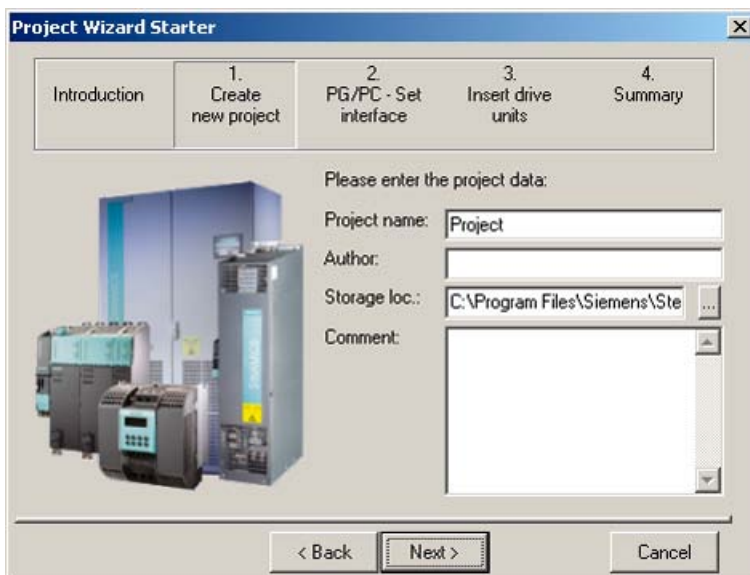 Project Wizard Starter
Introduction
1.
Create
new project
2.
PG/PC - Set
interface
3.
Insert drive
units
4.
Summary
Please enter the project data:
Project name: Project
Author:
Storage loc.: C:\Program Files\Siemens\Ste ...
Comment:
< Back Next > Cancel